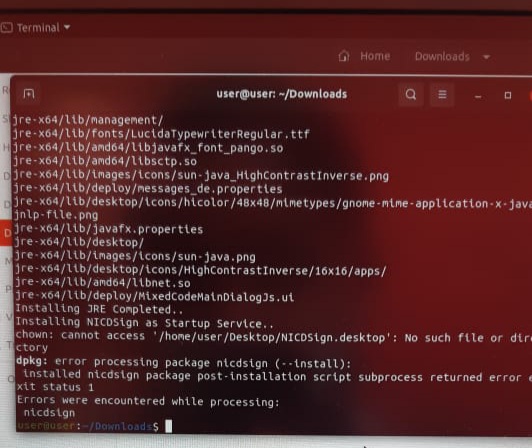 Terminal
Home Downloads
user@user: ~/Downloads
jre-x64/lib/management/
jre-x64/lib/fonts/LucidaTypewriterRegular.ttf
jre-x64/lib/amd64/libjavafx_font_pango.so
jre-x64/lib/amd64/libsctp.so
jre-x64/lib/images/icons/sun-java_HighContrastInverse.png
jre-x64/lib/deploy/messages_de.properties
jre-x64/lib/desktop/icons/hicolor/48x48/mimetypes/gnome-mime-application-x-java
jnlp-file.png
jre-x64/lib/javafx.properties
jre-x64/lib/desktop/
jre-x64/lib/images/icons/sun-java.png
jre-x64/lib/desktop/icons/HighContrastInverse/16x16/apps/
jre-x64/lib/amd64/libnet.so
jre-x64/lib/deploy/MixedCodeMainDialogJs.ui
Installing JRE Completed..
Installing NICDSign as Startup Service..
chown: cannot access '/home/user/Desktop/NICDSign.desktop': No such file or dire
ctory
dpkg: error processing package nicdsign (--install):
installed nicdsign package post-installation script subprocess returned error e
xit status 1
Errors were encountered while processing:
nicdsign
user@user:~/Downloads$